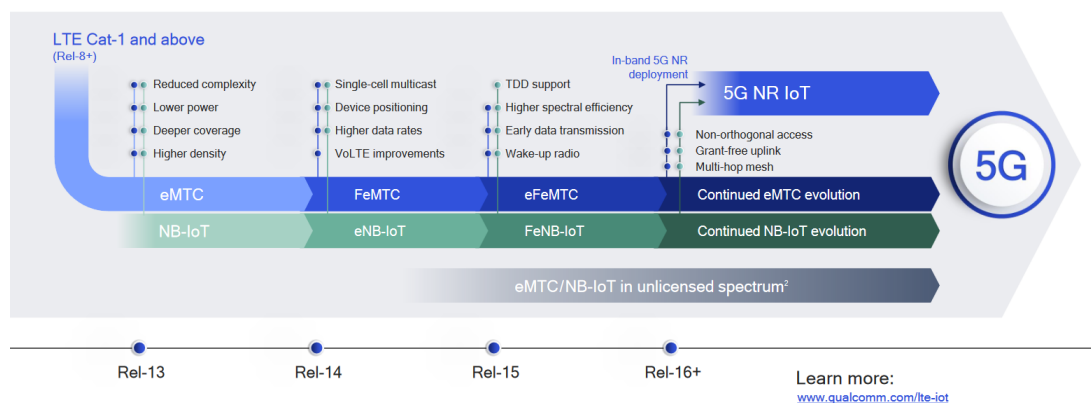 LTE Cat-1 and above
(Rel-8+)
Reduced complexity
Lower power
Deeper coverage
Higher density
Single-cell multicast
Device positioning
Higher data rates
VoLTE improvements
TDD support
Higher spectral efficiency
Early data transmission
Wake-up radio
In-band 5G NR
deployment
5G NR IoT
Non-orthogonal access
Grant-free uplink
Multi-hop mesh
5G
eMTC
FeMTC
eFeMTC
Continued eMTC evolution
NB-IoT
eNB-IoT
FeNB-IoT
Continued NB-IoT evolution
eMTC/NB-IoT in unlicensed spectrum²
Rel-13
Rel-14
Rel-15
Rel-16+
Learn more:
www.qualcomm.com/lte-iot